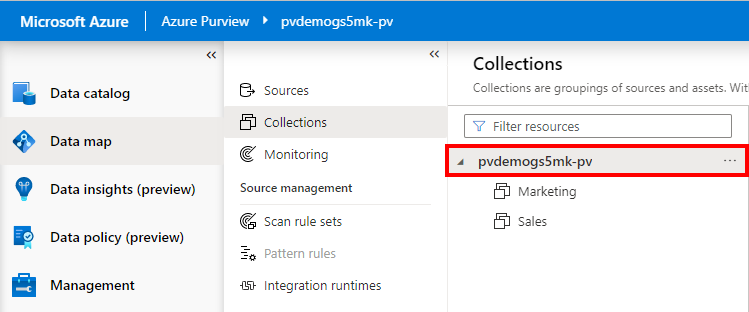 Microsoft Azure Azure Purview pvdemogs5mk-pv
Data catalog
Data map
Data insights (preview)
Data policy (preview)
Management
Sources
Collections
Monitoring
Source management
Scan rule sets
Pattern rules
Integration runtimes
Collections
Collections are groupings of sources and assets. Wit
Filter resources
pvdemogs5mk-pv ...
Marketing
Sales